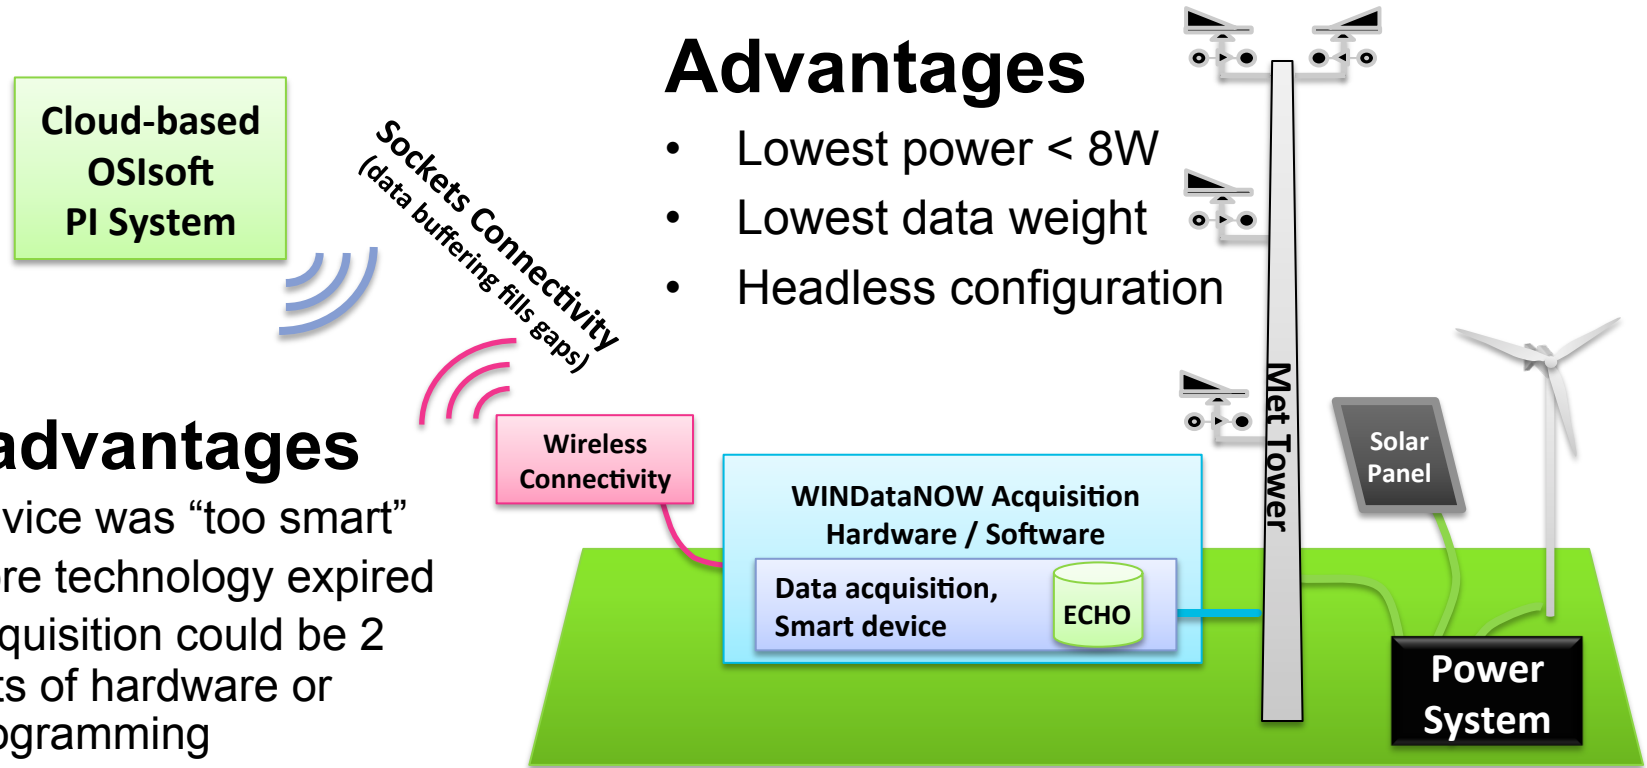 Advantages
• Lowest power < 8W
• Lowest data weight
• Headless configuration
Cloud-based
OSIsoft
PI System
Sockets Connectivity
(data buffering fills gaps)
Wireless
Connectivity
advantages
vice was “too smart”
re technology expired
quisition could be 2
ts of hardware or
ogramming
WINDataNOW Acquisition
Hardware / Software
Data acquisition,
Smart device
ECHO
Met Tower
Solar
Panel
Power
System